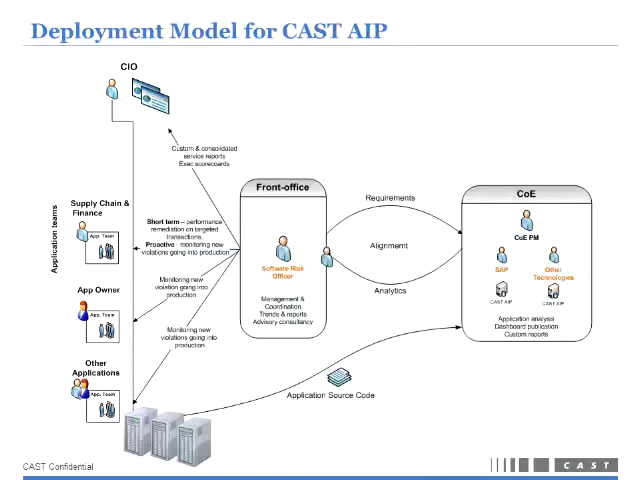 Deployment Model for CAST AIP
CIO
Custom & consolidated
service reports
Exec scorecoards
Front-office
Software Risk
Officer
Management &
Coordination
Trends & reports
Advisory consultancy
Requirements
Alignment
Analytics
CoE
CoE PM
SAP
Other
Technologies
CAST AIP
CAST AIP
Application analysis
Dashboard publication
Custom reports
Application teams
Supply Chain &
Finance
App. Team
Short term – performance
remediation on targeted
transactions,
Proactive - monitoring new
violations going into production
App Owner
App. Team
Monitoring new
violation going into
production
Other
Applications
App. Team
Monitoring new
violations going into
production
Application Source Code
CAST Confidential
CAST